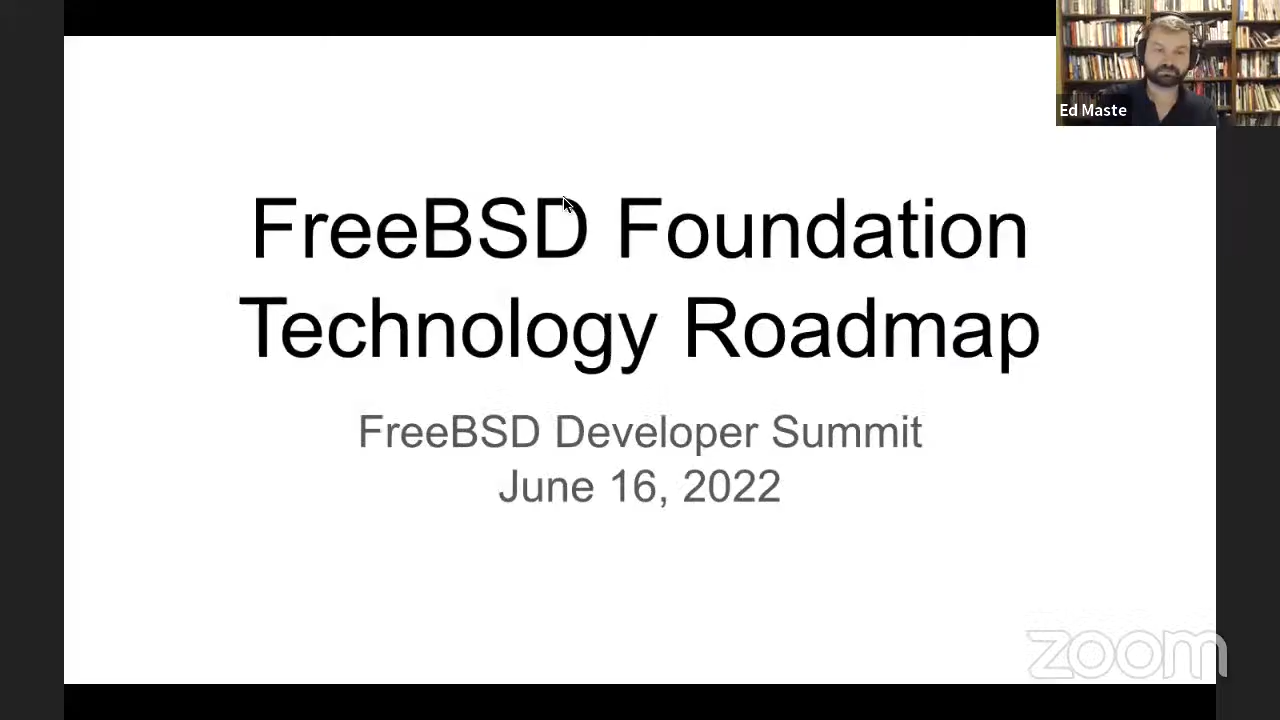 Ed Maste
FreeBSD Foundation
Technology Roadmap
FreeBSD Developer Summit
June 16, 2022
zoom